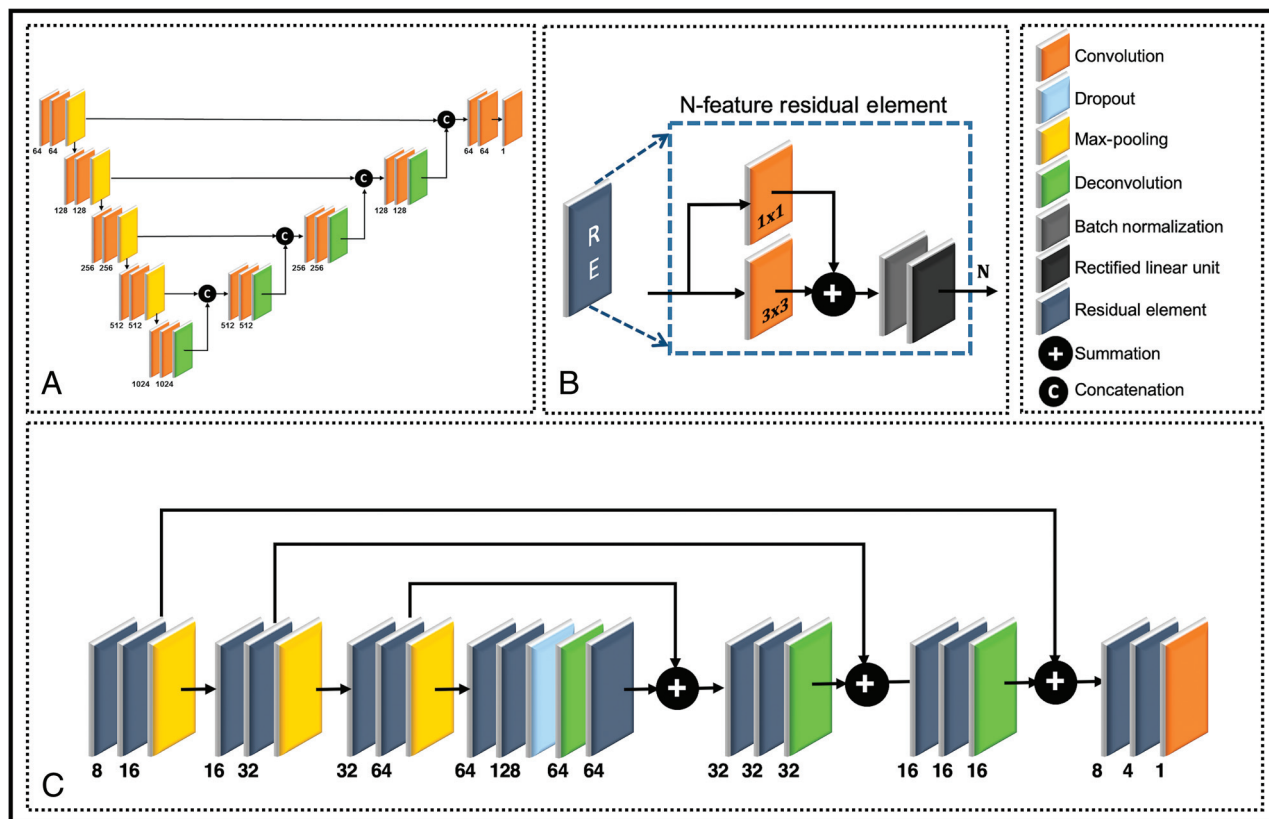 C
64 64
64 64 1
C
128 128
128 128
C
256 256
256 256
C
512 512
512 512
1024 1024
A
N-feature residual element
R
E
1x1
3x3
+
N
B
Convolution
Dropout
Max-pooling
Deconvolution
Batch normalization
Rectified linear unit
Residual element
+ Summation
C Concatenation
+ + +
8 16 16 32 32 64 64 128 64 64 32 32 32 16 16 16 8 4 1
C